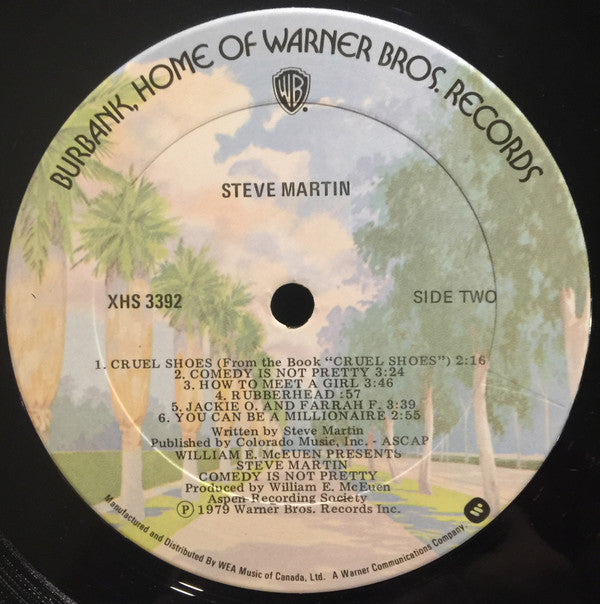 BURBANK, HOME OF WARNER BROS. RECORDS
WB
STEVE MARTIN
XHS 3392
SIDE TWO
1. CRUEL SHOES (From the Book "CRUEL SHOES") 2:16
2. COMEDY IS NOT PRETTY 3:24
3. HOW TO MEET A GIRL 3:46
4. RUBBERHEAD :57
5. JACKIE O. AND FARRAH F. 3:39
6. YOU CAN BE A MILLIONAIRE 2:55
Written by Steve Martin
Published by Colorado Music, Inc. - ASCAP
WILLIAM E. McEUEN PRESENTS
STEVE MARTIN
COMEDY IS NOT PRETTY
Produced by William E. McEuen
Aspen Recording Society
Ⓟ 1979 Warner Bros. Records Inc.
Manufactured and Distributed By WEA Music of Canada, Ltd. A Warner Communications Company.